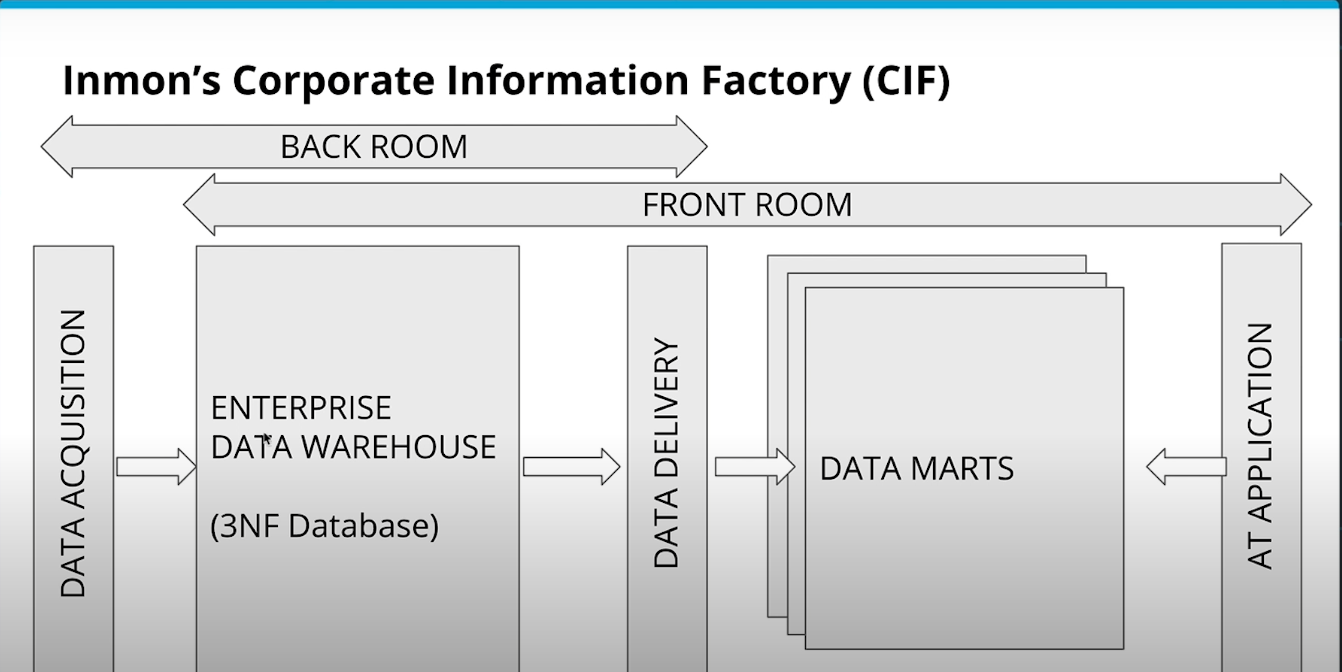 Inmon’s Corporate Information Factory (CIF)
BACK ROOM
FRONT ROOM
DATA ACQUISITION
ENTERPRISE
DATA WAREHOUSE
(3NF Database)
DATA DELIVERY
DATA MARTS
AT APPLICATION